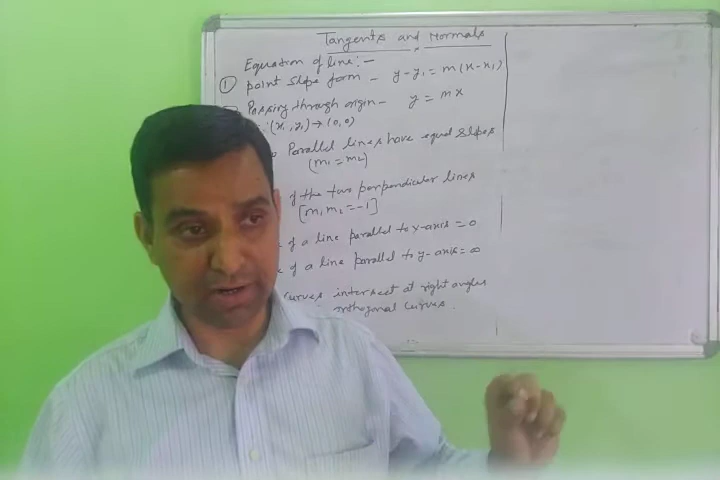 Tangents and Normals
Equation of line:-
① point slope form - y-y₁ = m(x-x₁)
Passing through origin - y = mx
(x₁,y₁) → (0,0)
Parallel lines have equal slopes
(m₁ = m₂)
of the two perpendicular lines
[m₁m₂ = -1]
of a line parallel to x-axis = 0
of a line parallel to y-axis = ∞
curves intersect at right angles
orthogonal curves.